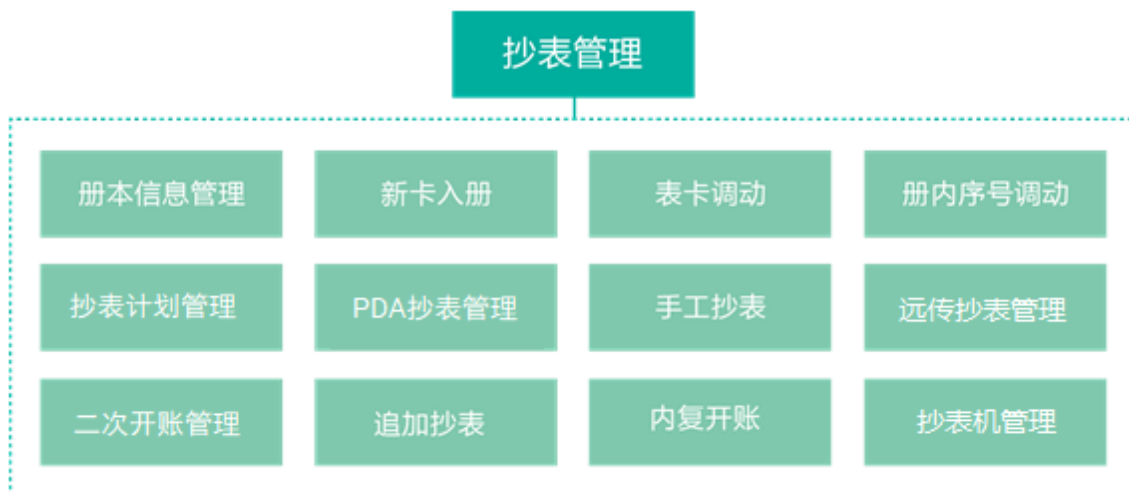 抄表管理
册本信息管理
新卡入册
表卡调动
册内序号调动
抄表计划管理
PDA抄表管理
手工抄表
远传抄表管理
二次开账管理
追加抄表
内复开账
抄表机管理